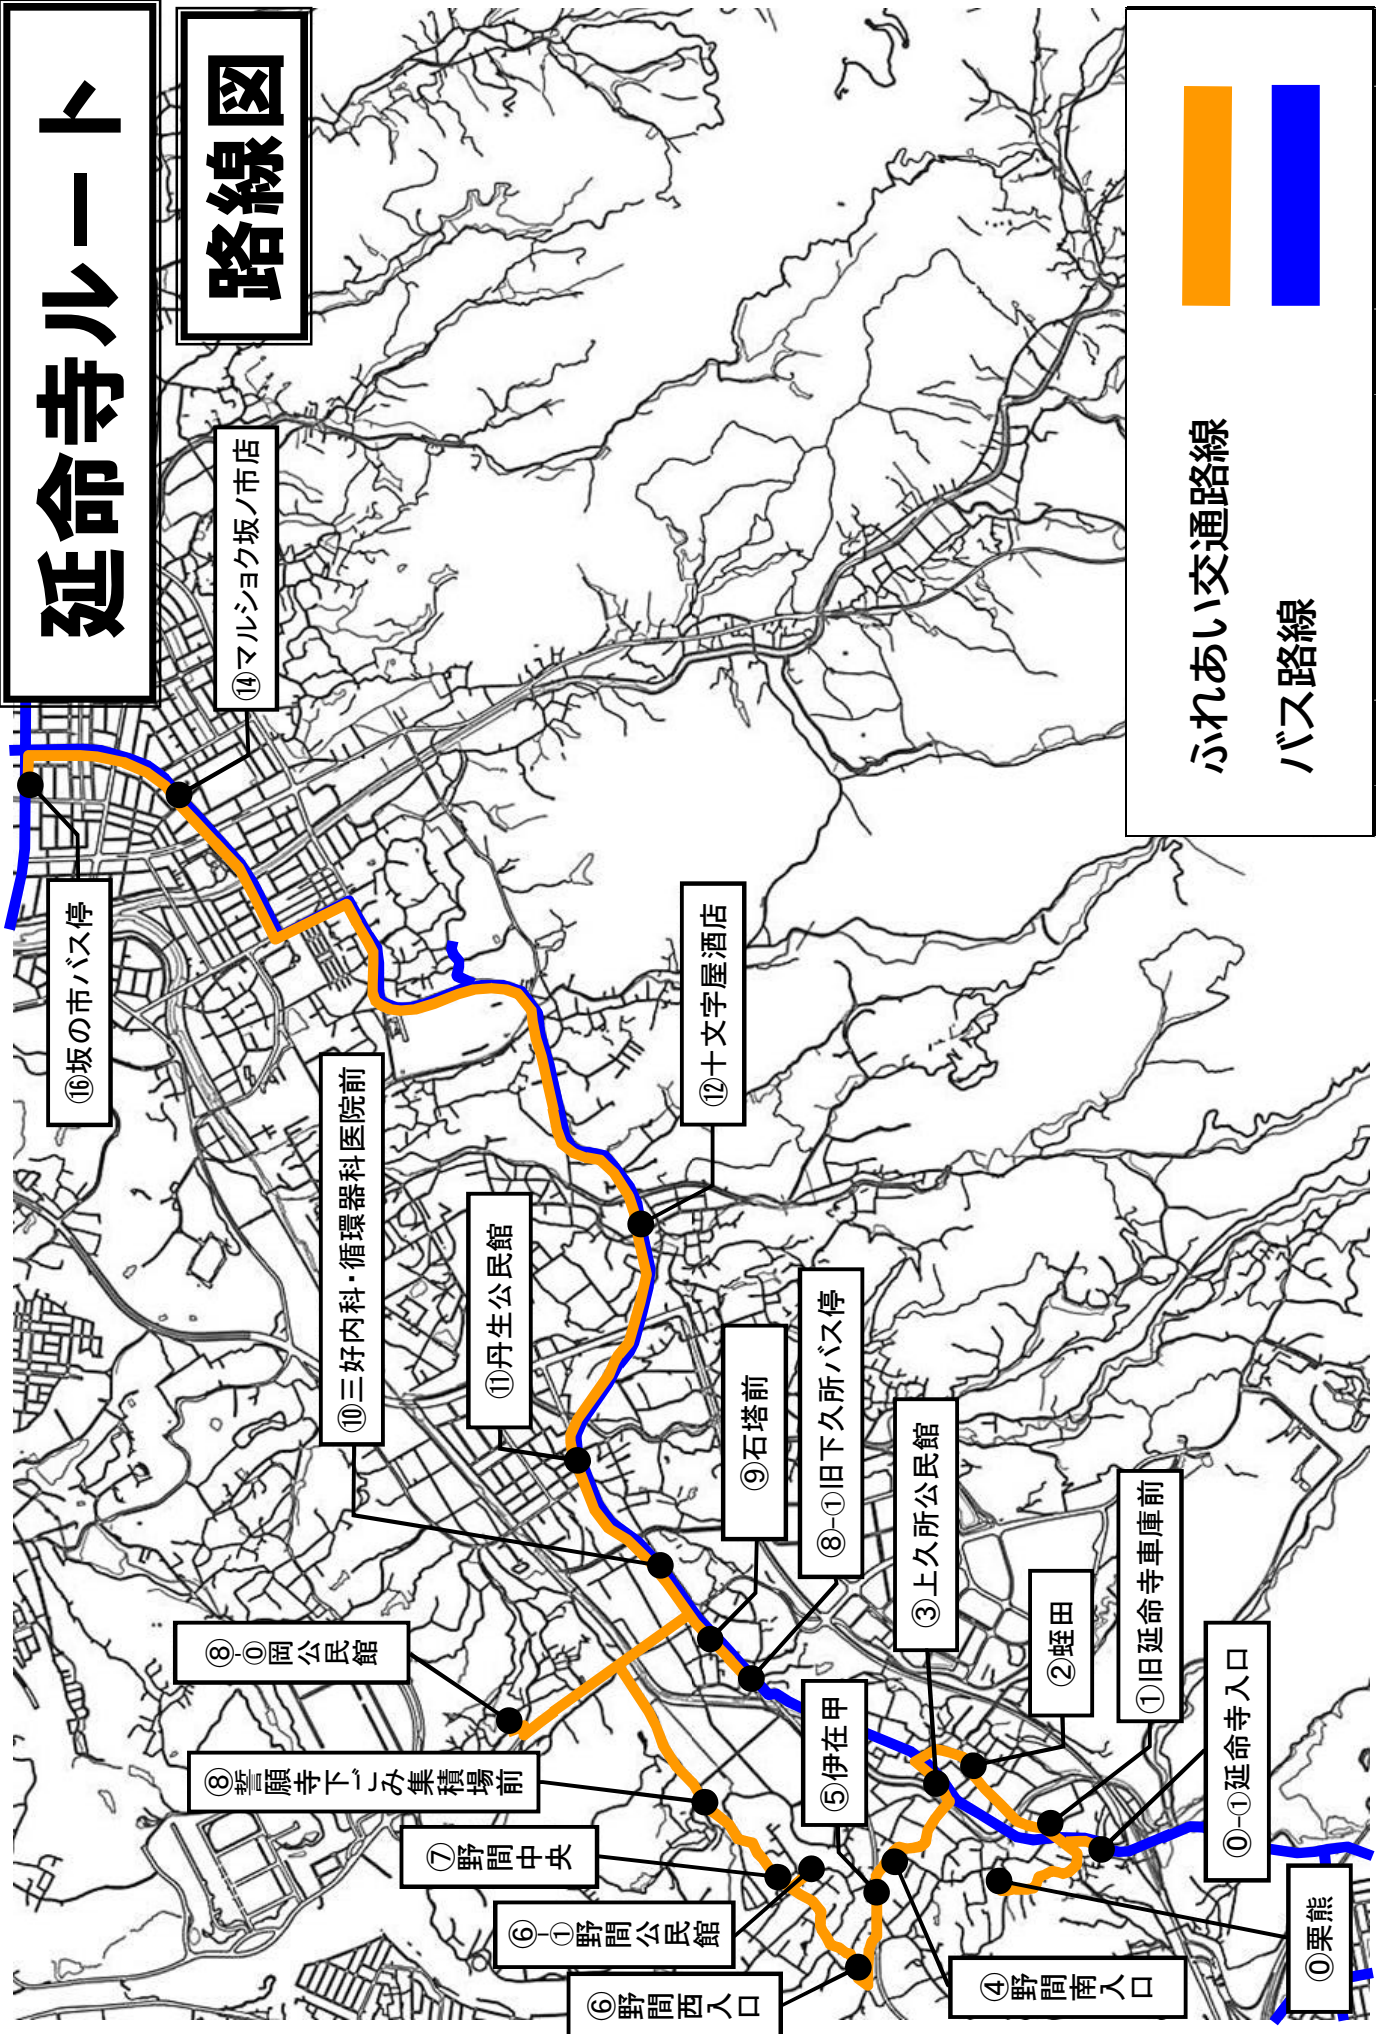 延命寺ルート
路線図
ふれあい交通路線
バス路線
⑭マルショク坂ノ市店
⑯坂の市バス停
⑫十文字屋酒店
⑩三好内科・循環器科医院前
⑪丹生公民館
⑨石塔前
⑧-①旧下久所バス停
③上久所公民館
②蛭田
①旧延命寺車庫前
⓪-①延命寺入口
⓪栗熊
⑧-⓪岡公民館
⑧誓願寺下ごみ集積場前
⑦野間中央
⑥-①野間公民館
⑥野間西入口
⑤伊在甲
④野間南入口